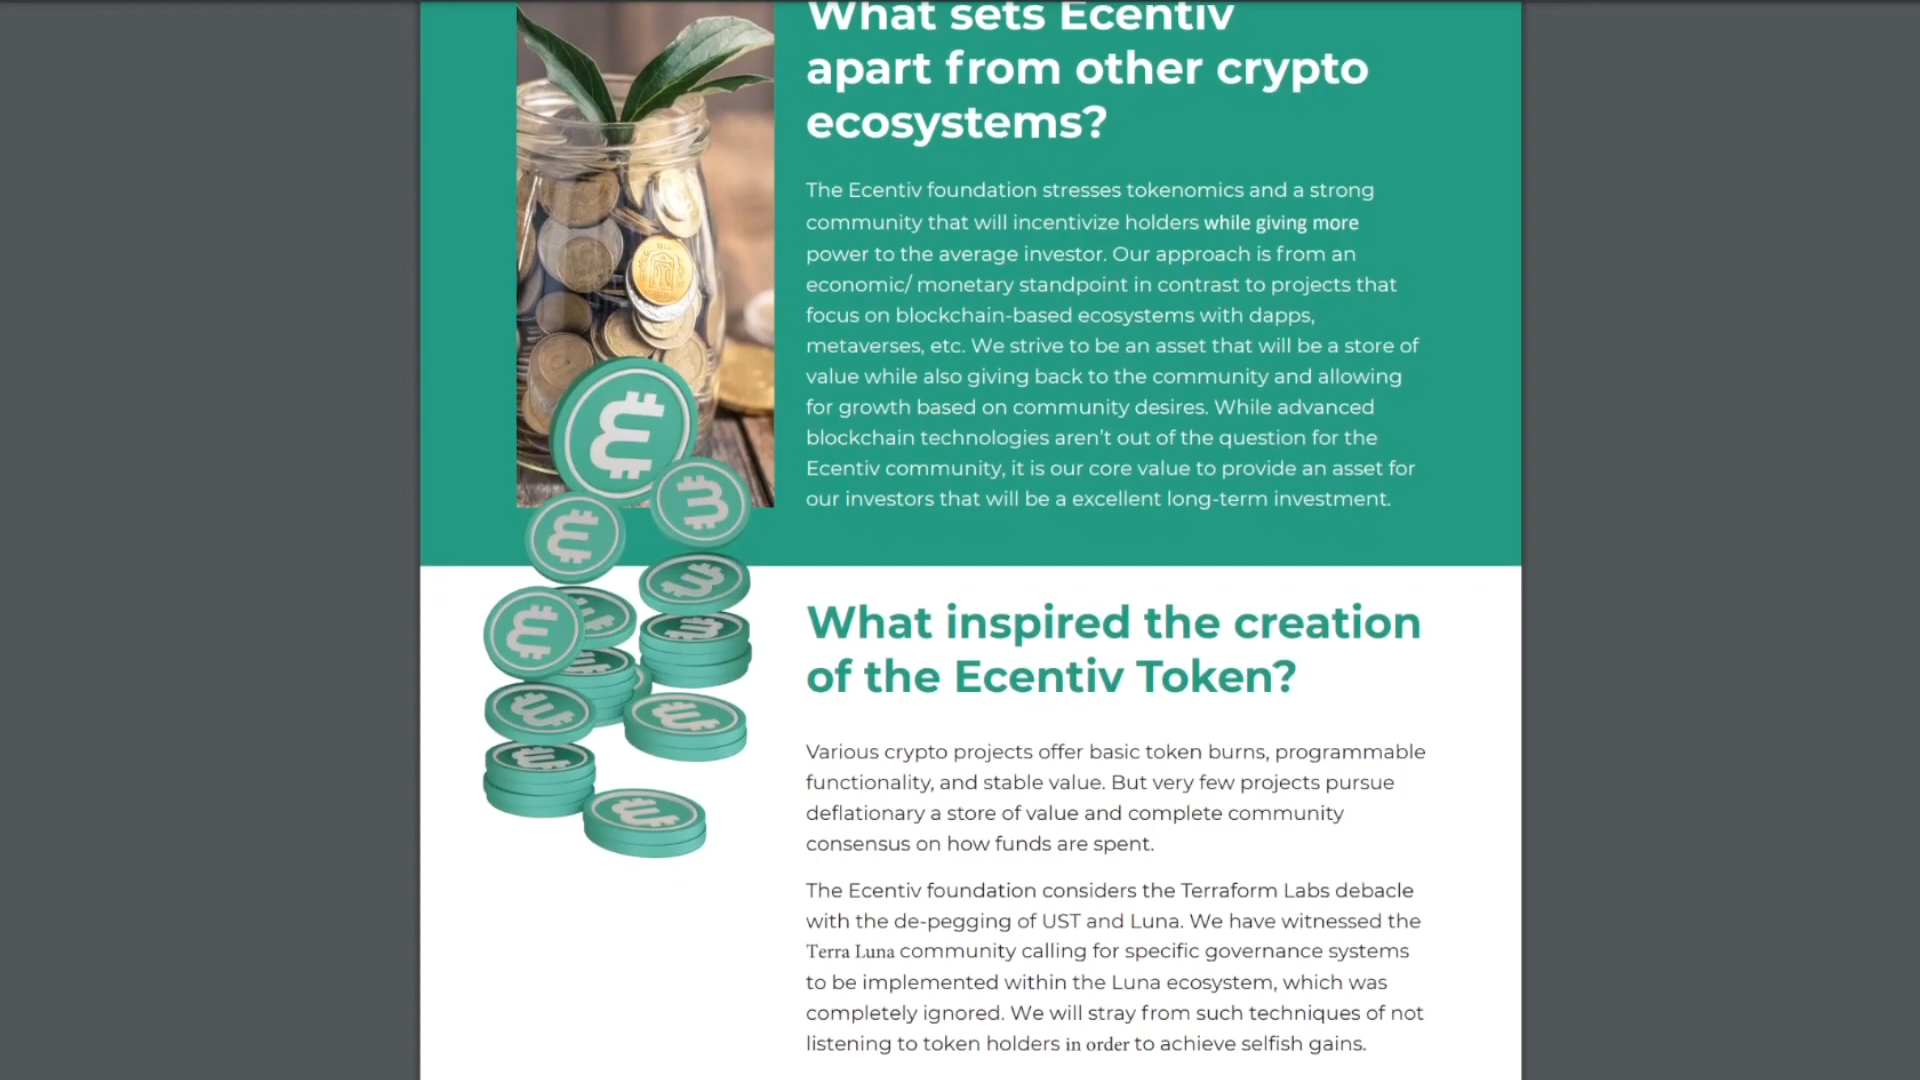 What sets Ecentiv
apart from other crypto
ecosystems?
The Ecentiv foundation stresses tokenomics and a strong
community that will incentivize holders while giving more
power to the average investor. Our approach is from an
economic/ monetary standpoint in contrast to projects that
focus on blockchain-based ecosystems with dapps,
metaverses, etc. We strive to be an asset that will be a store of
value while also giving back to the community and allowing
for growth based on community desires. While advanced
blockchain technologies aren't out of the question for the
Ecentiv community, it is our core value to provide an asset for
our investors that will be a excellent long-term investment.
What inspired the creation
of the Ecentiv Token?
Various crypto projects offer basic token burns, programmable
functionality, and stable value. But very few projects pursue
deflationary a store of value and complete community
consensus on how funds are spent.
The Ecentiv foundation considers the Terraform Labs debacle
with the de-pegging of UST and Luna. We have witnessed the
Terra Luna community calling for specific governance systems
to be implemented within the Luna ecosystem, which was
completely ignored. We will stray from such techniques of not
listening to token holders in order to achieve selfish gains.